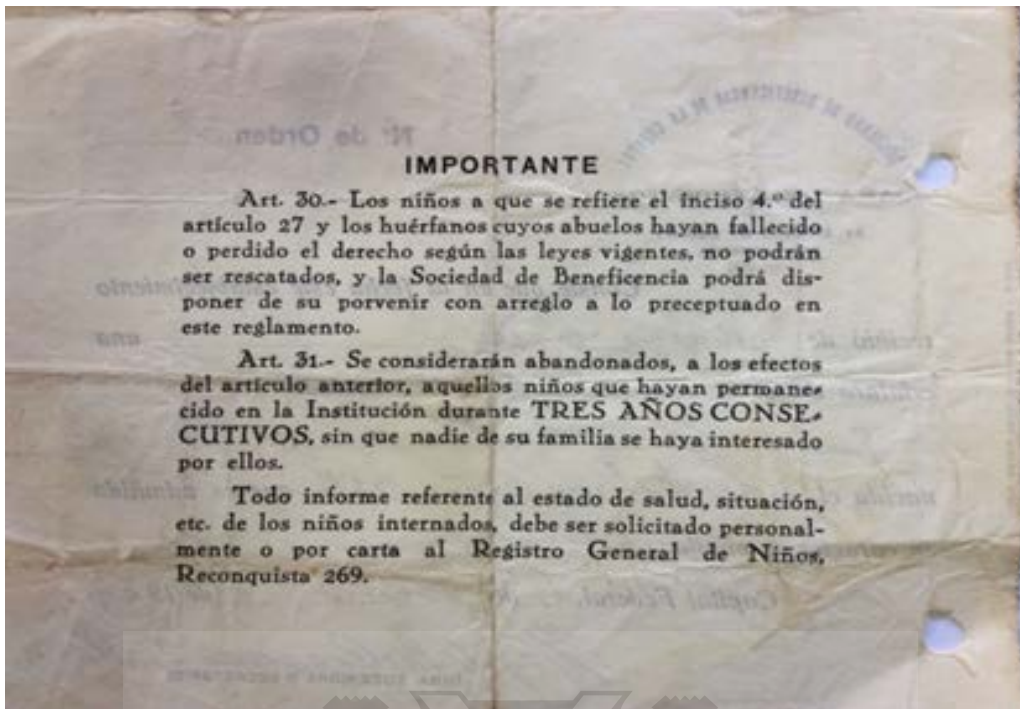 IMPORTANTE
Art. 30.- Los niños a que se refiere el inciso 4.º del
artículo 27 y los huérfanos cuyos abuelos hayan fallecido
o perdido el derecho según las leyes vigentes, no podrán
ser rescatados, y la Sociedad de Beneficencia podrá dis-
poner de su porvenir con arreglo a lo preceptuado en
este reglamento.
Art. 31.- Se considerarán abandonados, a los efectos
del artículo anterior, aquellos niños que hayan permane-
cido en la Institución durante TRES AÑOS CONSE-
CUTIVOS, sin que nadie de su familia se haya interesado
por ellos.
Todo informe referente al estado de salud, situación,
etc. de los niños internados, debe ser solicitado personal-
mente o por carta al Registro General de Niños,
Reconquista 269.
Nº de Orden
Capital Federal,